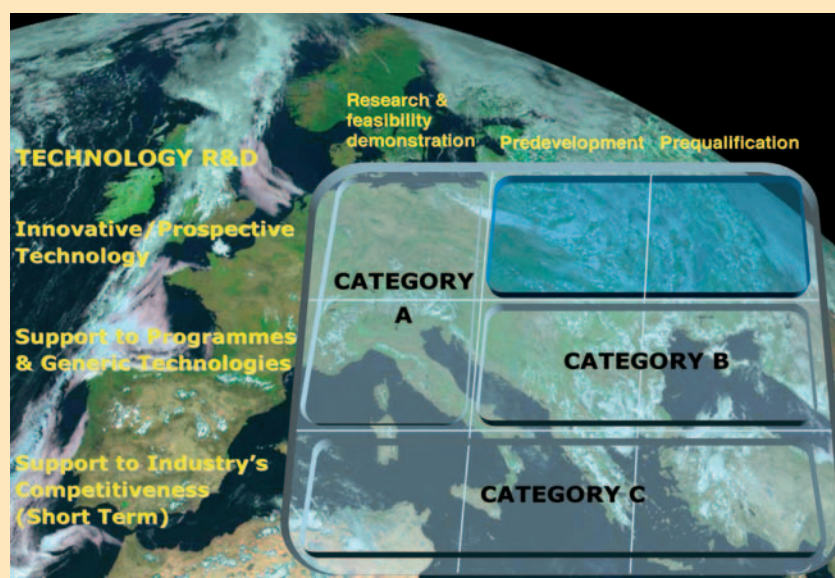 Research &
feasibility
demonstration
Predevelopment
Prequalification
TECHNOLOGY R&D
Innovative/Prospective
Technology
CATEGORY
A
Support to Programmes
& Generic Technologies
CATEGORY B
Support to Industry's
Competitiveness
(Short Term)
CATEGORY C